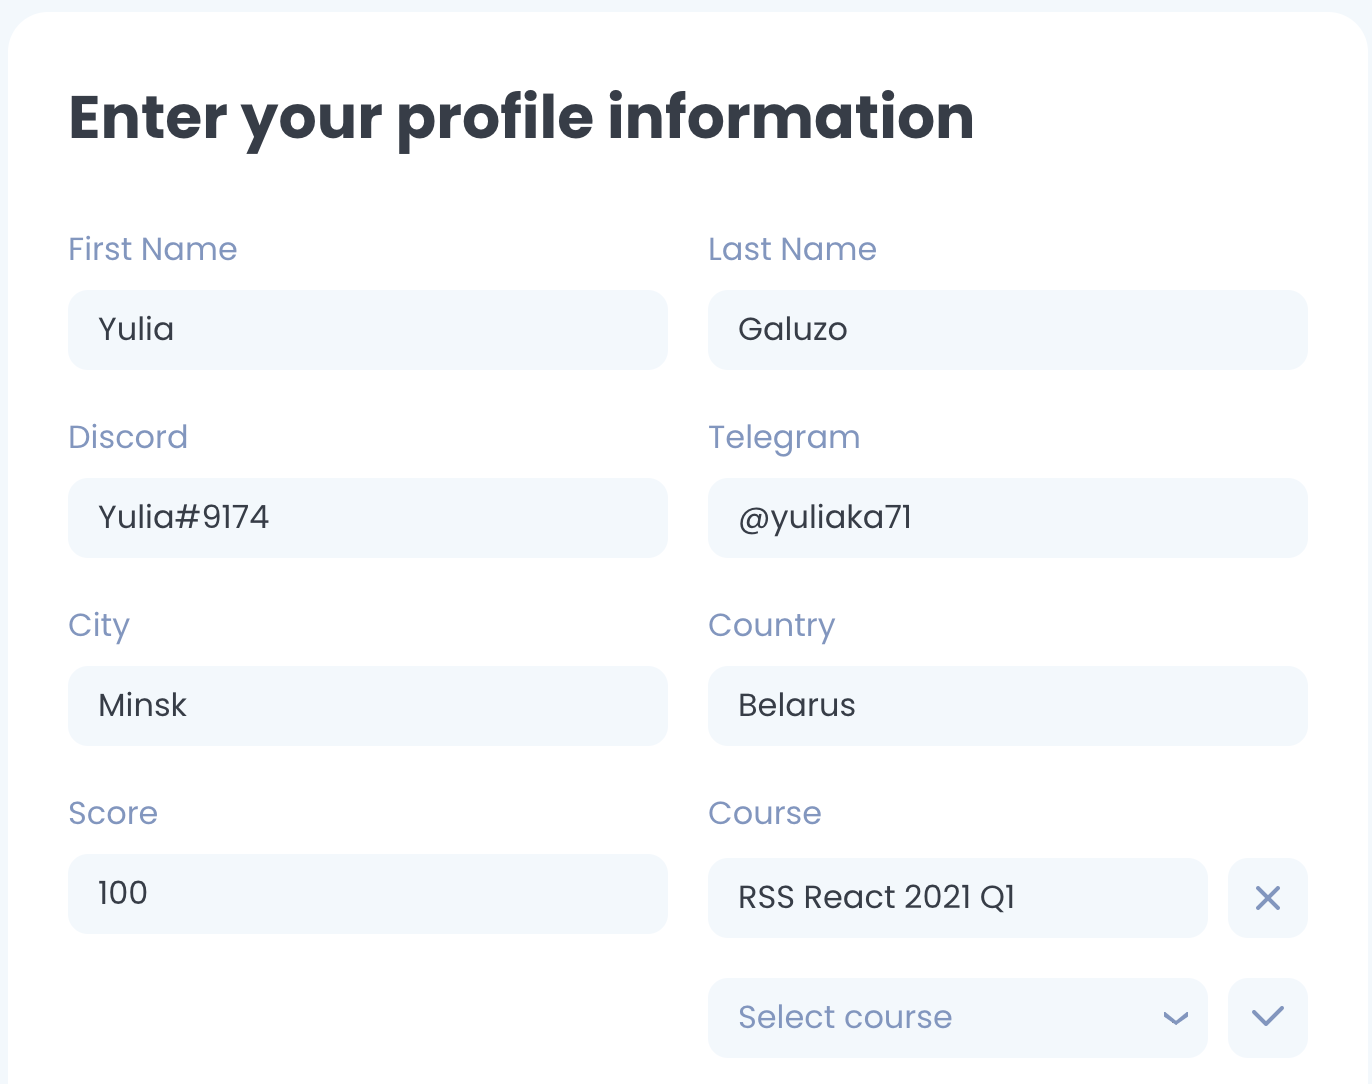 Enter your profile information
First Name
Last Name
Yulia
Galuzo
Discord
Telegram
Yulia#9174
@yuliaka71
City
Country
Minsk
Belarus
Score
Course
100
RSS React 2021 Q1
Select course